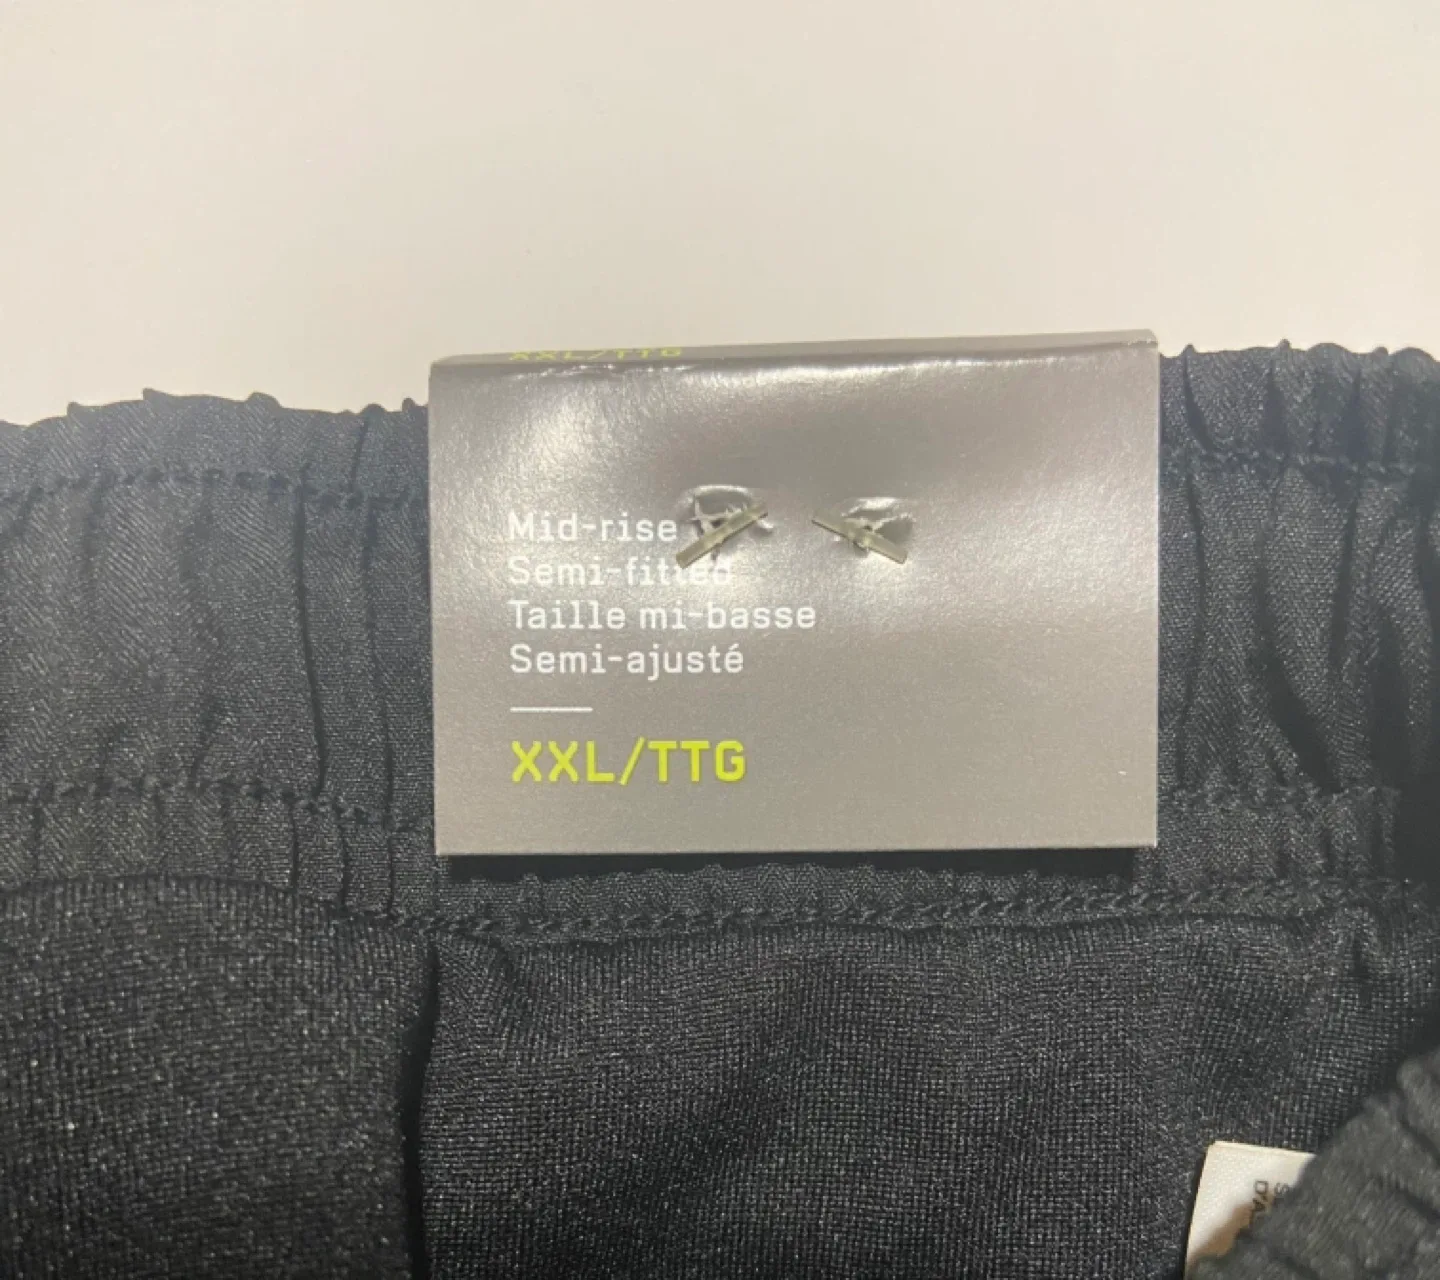 XXL/TTG
Mid-rise
Semi-fitted
Taille mi-basse
Semi-ajusté
XXL/TTG